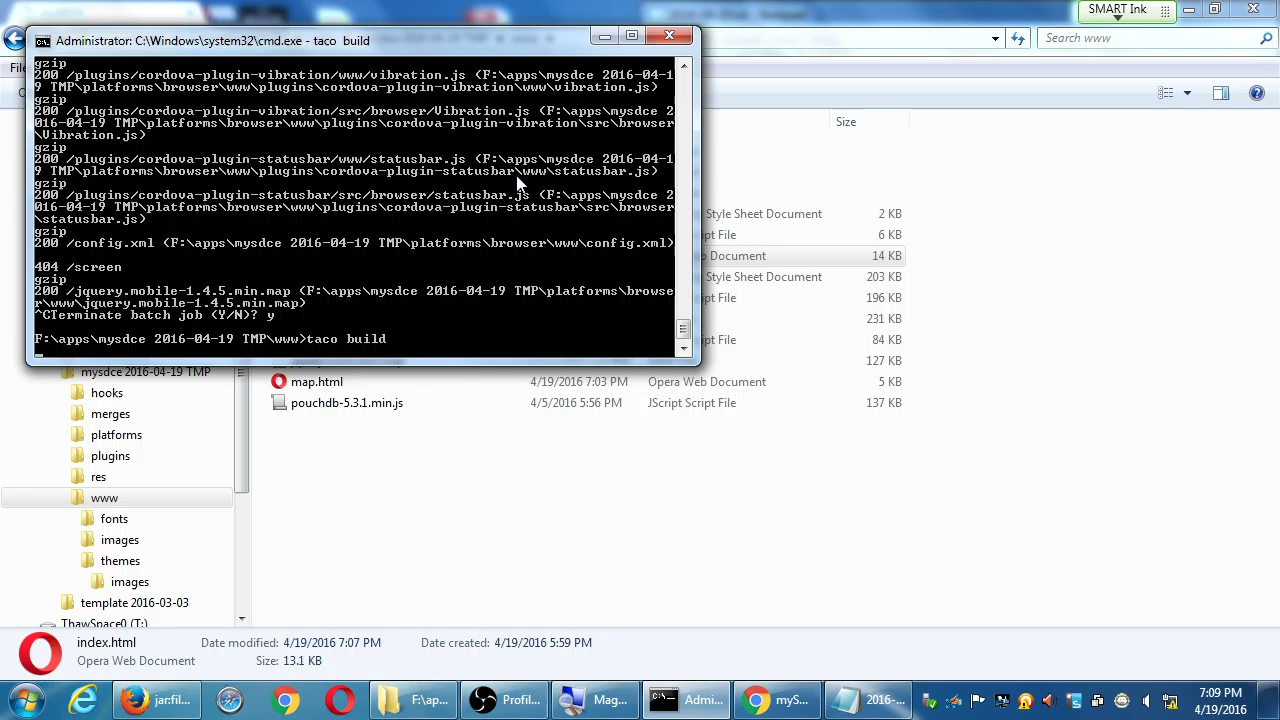 SMART Ink
Administrator: C:\Windows\system32\cmd.exe - taco build
Search www
gzip
200 /plugins/cordova-plugin-vibration/www/vibration.js (F:\apps\mysdce 2016-04-1
9 TMP\platforms\browser\www\plugins\cordova-plugin-vibration\www\vibration.js)
gzip
200 /plugins/cordova-plugin-vibration/src/browser/Vibration.js (F:\apps\mysdce 2
016-04-19 TMP\platforms\browser\www\plugins\cordova-plugin-vibration\src\browser
\Vibration.js)
gzip
200 /plugins/cordova-plugin-statusbar/www/statusbar.js (F:\apps\mysdce 2016-04-1
9 TMP\platforms\browser\www\plugins\cordova-plugin-statusbar\www\statusbar.js)
gzip
200 /plugins/cordova-plugin-statusbar/src/browser/statusbar.js (F:\apps\mysdce 2
016-04-19 TMP\platforms\browser\www\plugins\cordova-plugin-statusbar\src\browser
\statusbar.js)
gzip
200 /config.xml (F:\apps\mysdce 2016-04-19 TMP\platforms\browser\www\config.xml)
404 /screen
gzip
200 /jquery.mobile-1.4.5.min.map (F:\apps\mysdce 2016-04-19 TMP\platforms\browse
r\www\jquery.mobile-1.4.5.min.map)
^CTerminate batch job (Y/N)? y
F:\apps\mysdce 2016-04-19 TMP\www>taco build
Size
Style Sheet Document 2 KB
ipt File 6 KB
b Document 14 KB
Style Sheet Document 203 KB
ipt File 196 KB
231 KB
ipt File 340 KB
127 KB
map.html 4/19/2016 7:03 PM Opera Web Document 5 KB
pouchdb-5.3.1.min.js 4/5/2016 5:56 PM JScript Script File 137 KB
mysdce 2016-04-19 TMP
hooks
merges
platforms
plugins
res
www
fonts
images
themes
images
template 2016-03-03
ThawSpace0 (T:)
index.html Date modified: 4/19/2016 7:07 PM Date created: 4/19/2016 5:59 PM
Opera Web Document Size: 13.1 KB
jar:fil... F:\ap... Profil... Mag... Admi... myS... 2016-... 7:09 PM
4/19/2016